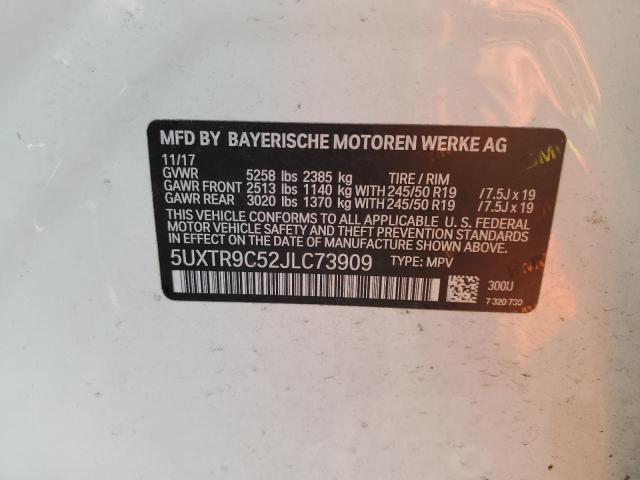 MFD BY BAYERISCHE MOTOREN WERKE AG
11/17
GVWR 5258 lbs 2385 kg TIRE / RIM
GAWR FRONT 2513 lbs 1140 kg WITH 245/50 R19 /7.5J x 19
GAWR REAR 3020 lbs 1370 kg WITH 245/50 R19 /7.5J x 19
THIS VEHICLE CONFORMS TO ALL APPLICABLE U. S. FEDERAL
MOTOR VEHICLE SAFETY AND THEFT PREVENTION STANDARDS
IN EFFECT ON THE DATE OF MANUFACTURE SHOWN ABOVE.
5UXTR9C52JLC73909 TYPE: MPV
300U
7 320 730